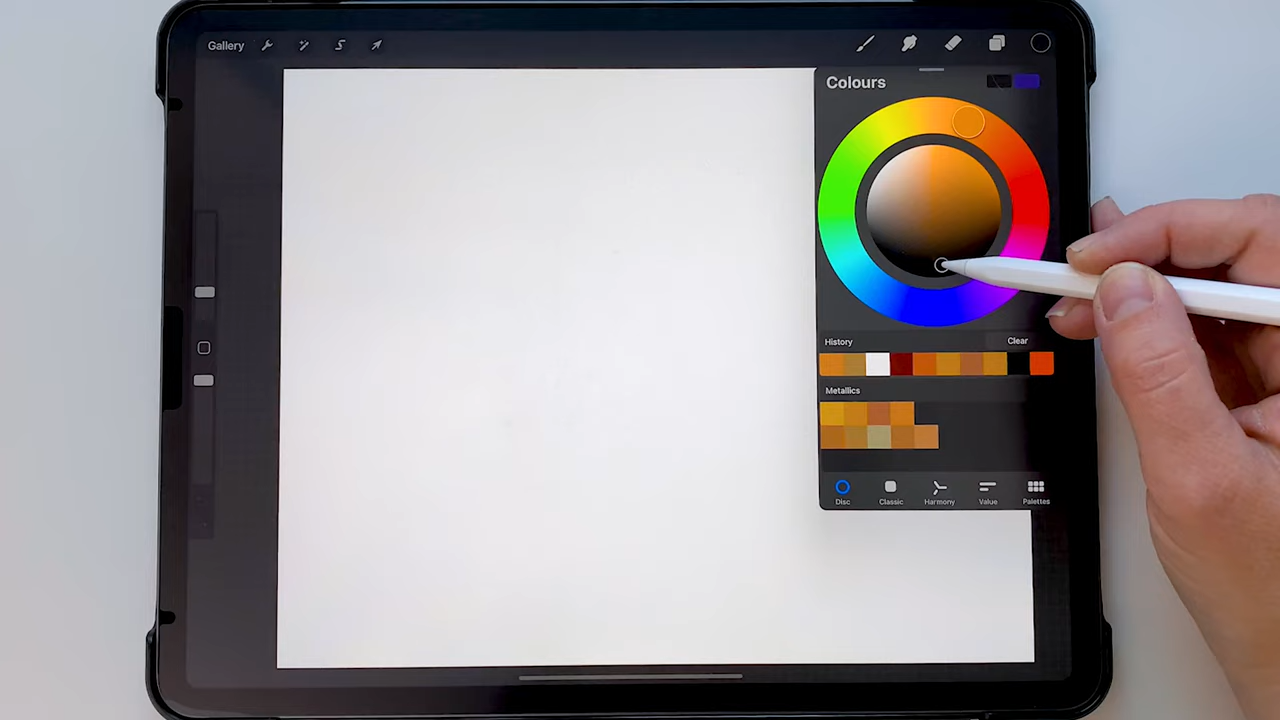 Gallery
Colours
History Clear
Metallics
Disc Classic Harmony Value Palettes